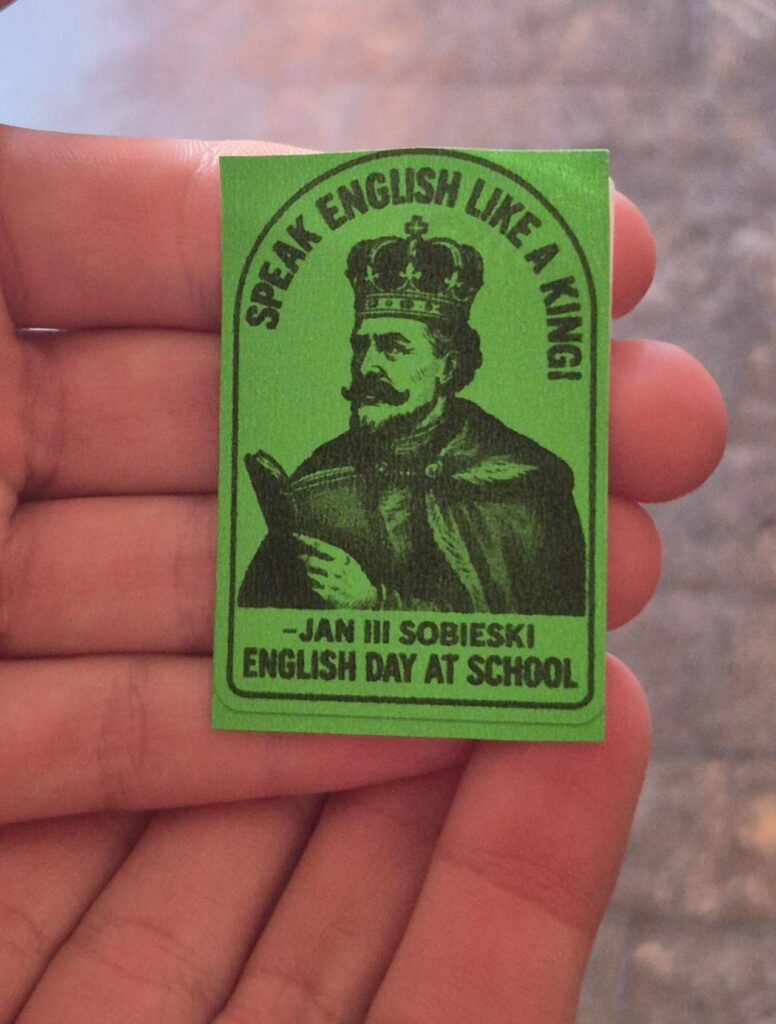 SPEAK ENGLISH LIKE A KING!
-JAN III SOBIESKI
ENGLISH DAY AT SCHOOL